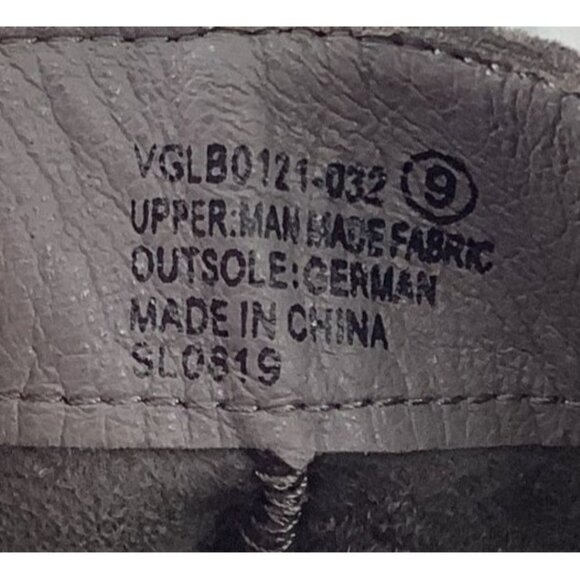 VGLB0121-032 9
UPPER:MAN MADE FABRIC
OUTSOLE:GERMAN
MADE IN CHINA
SL0819